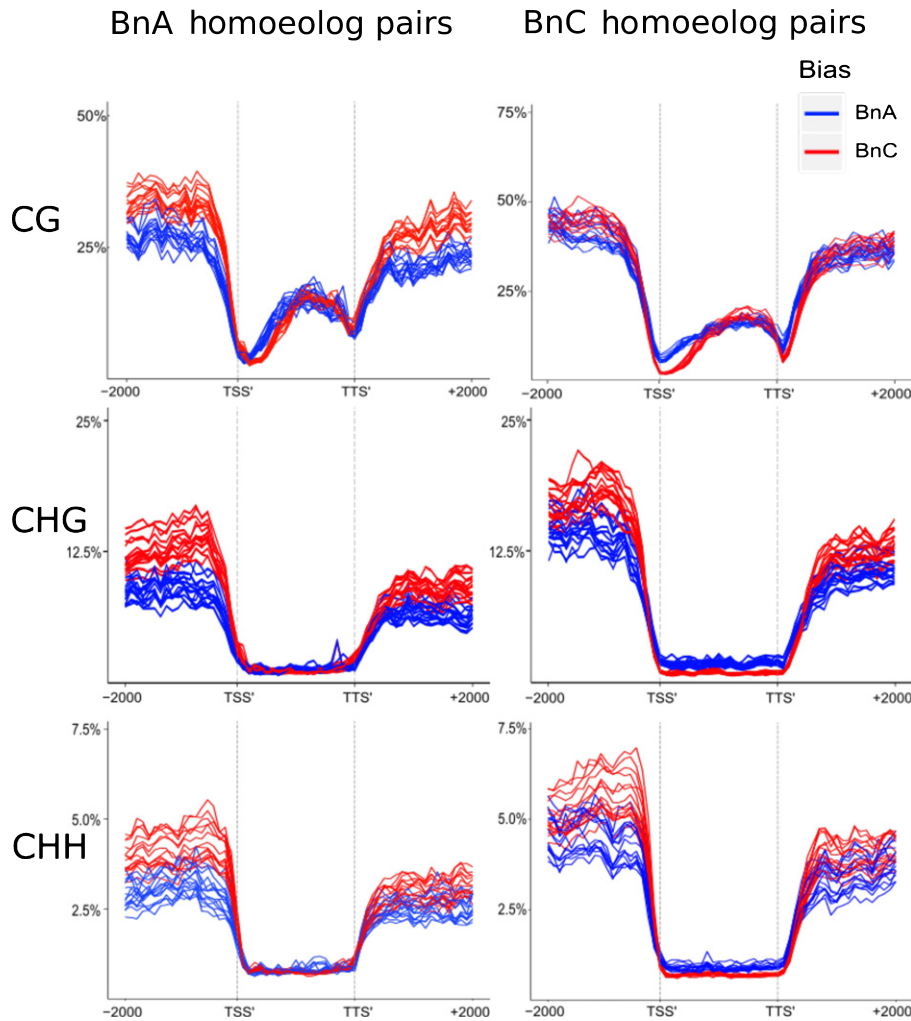 BnA homoeolog pairs
BnC homoeolog pairs
Bias
BnA
BnC
CG
50%
25%
−2000
TSS'
TTS'
+2000
75%
50%
25%
−2000
TSS'
TTS'
+2000
CHG
25%
12.5%
−2000
TSS'
TTS'
+2000
25%
12.5%
−2000
TSS'
TTS'
+2000
CHH
7.5%
5.0%
2.5%
−2000
TSS'
TTS'
+2000
7.5%
5.0%
2.5%
−2000
TSS'
TTS'
+2000